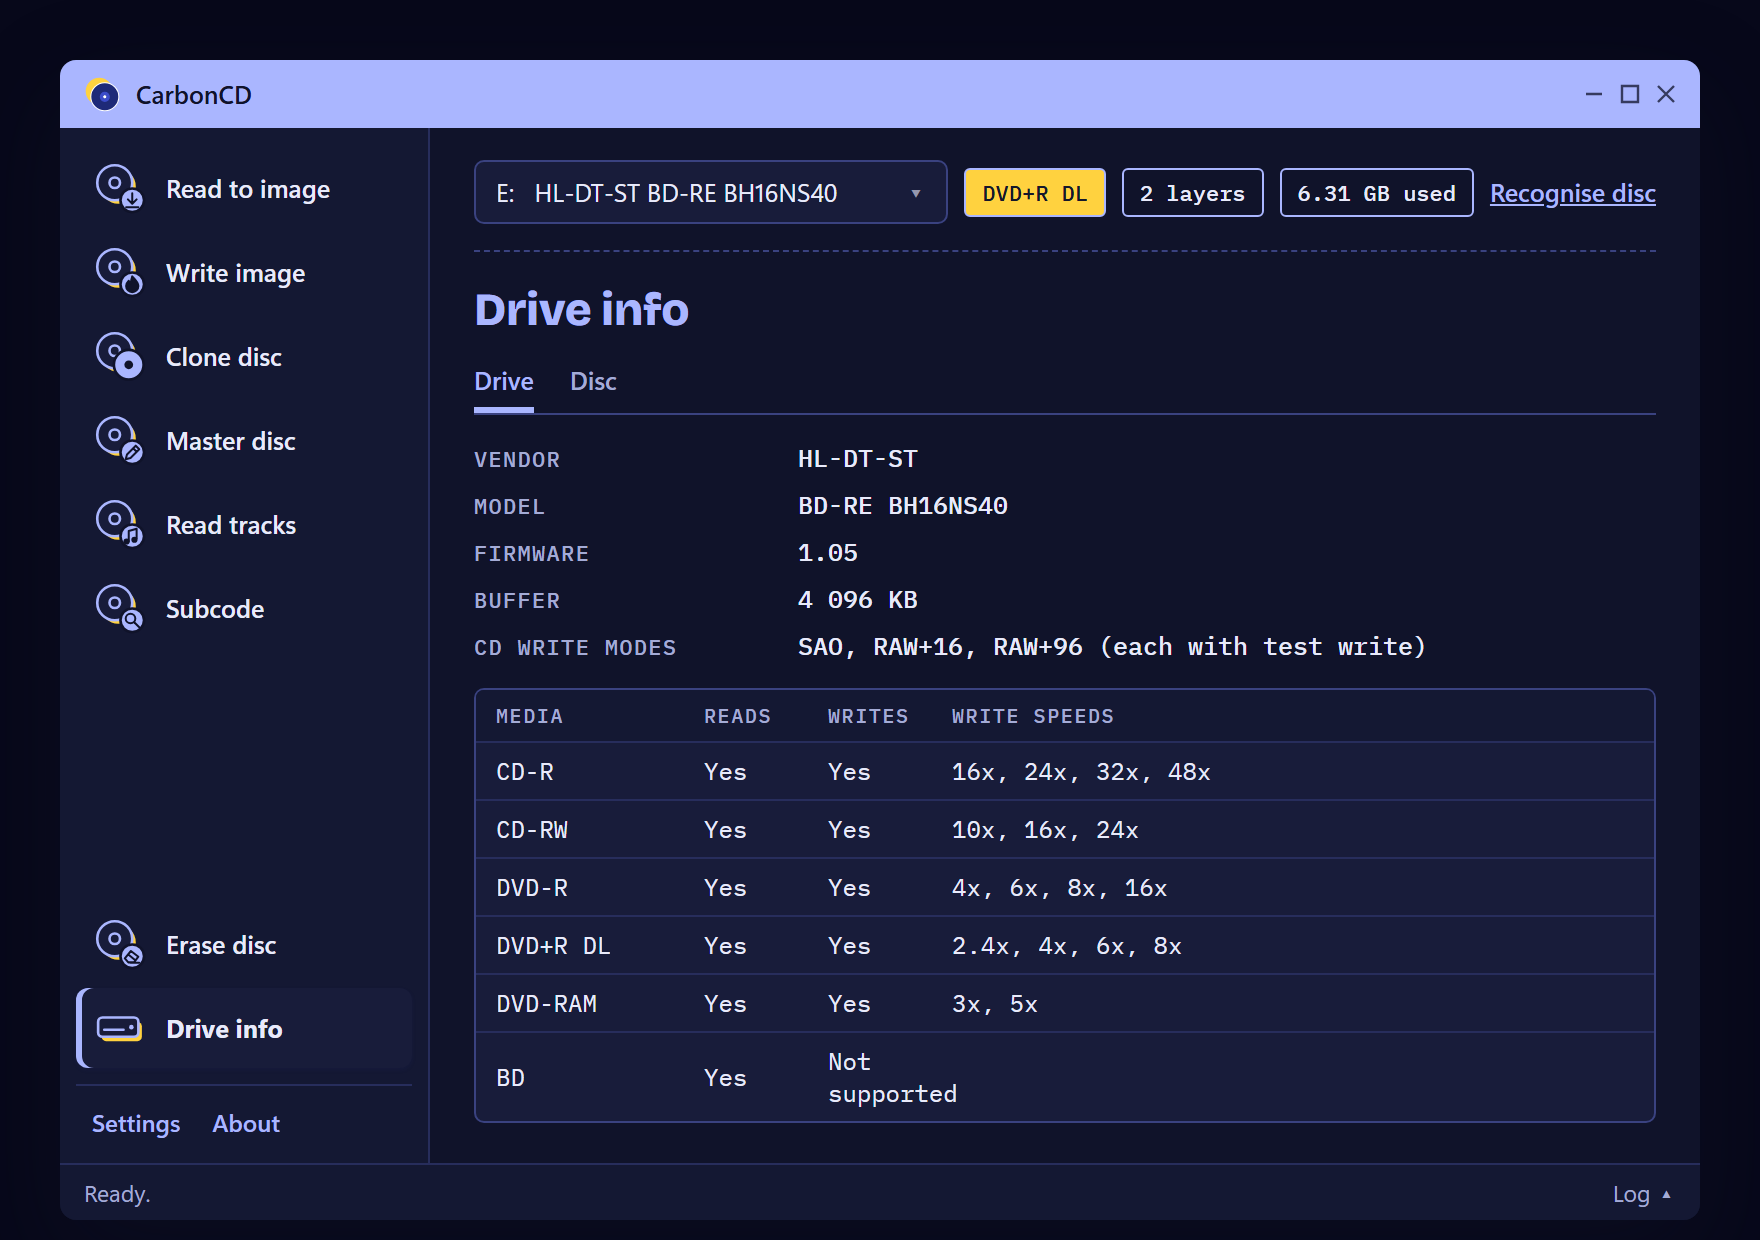 CarbonCD
Read to image
Write image
Clone disc
Master disc
Read tracks
Subcode
Erase disc
Drive info
Settings About
E: HL-DT-ST BD-RE BH16NS40 DVD+R DL 2 layers 6.31 GB used Recognise disc
Drive info
Drive Disc
VENDOR HL-DT-ST
MODEL BD-RE BH16NS40
FIRMWARE 1.05
BUFFER 4 096 KB
CD WRITE MODES SAO, RAW+16, RAW+96 (each with test write)
MEDIA READS WRITES WRITE SPEEDS
CD-R Yes Yes 16x, 24x, 32x, 48x
CD-RW Yes Yes 10x, 16x, 24x
DVD-R Yes Yes 4x, 6x, 8x, 16x
DVD+R DL Yes Yes 2.4x, 4x, 6x, 8x
DVD-RAM Yes Yes 3x, 5x
BD Yes Not
supported
Ready. Log